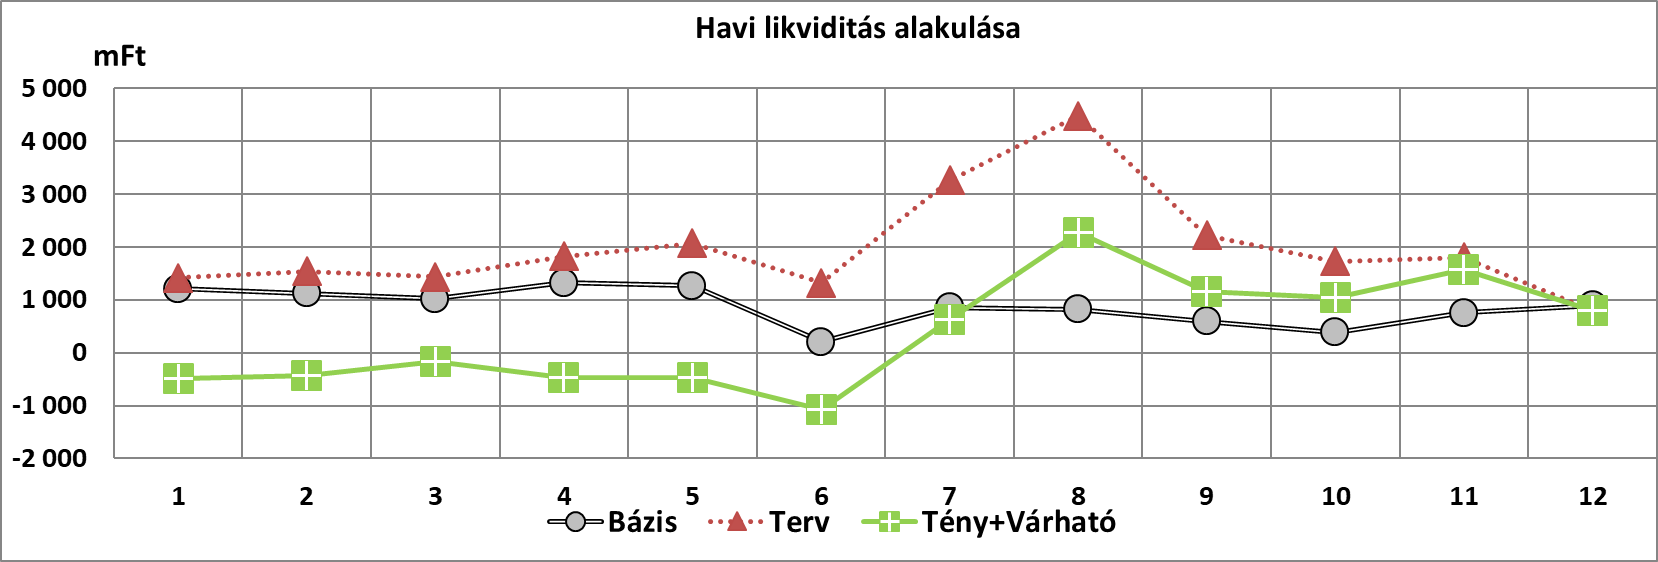 Havi likviditás alakulása
mFt
5 000
4 000
3 000
2 000
1 000
0
-1 000
-2 000
1 2 3 4 5 6 7 8 9 10 11 12
Bázis Terv Tény+Várható